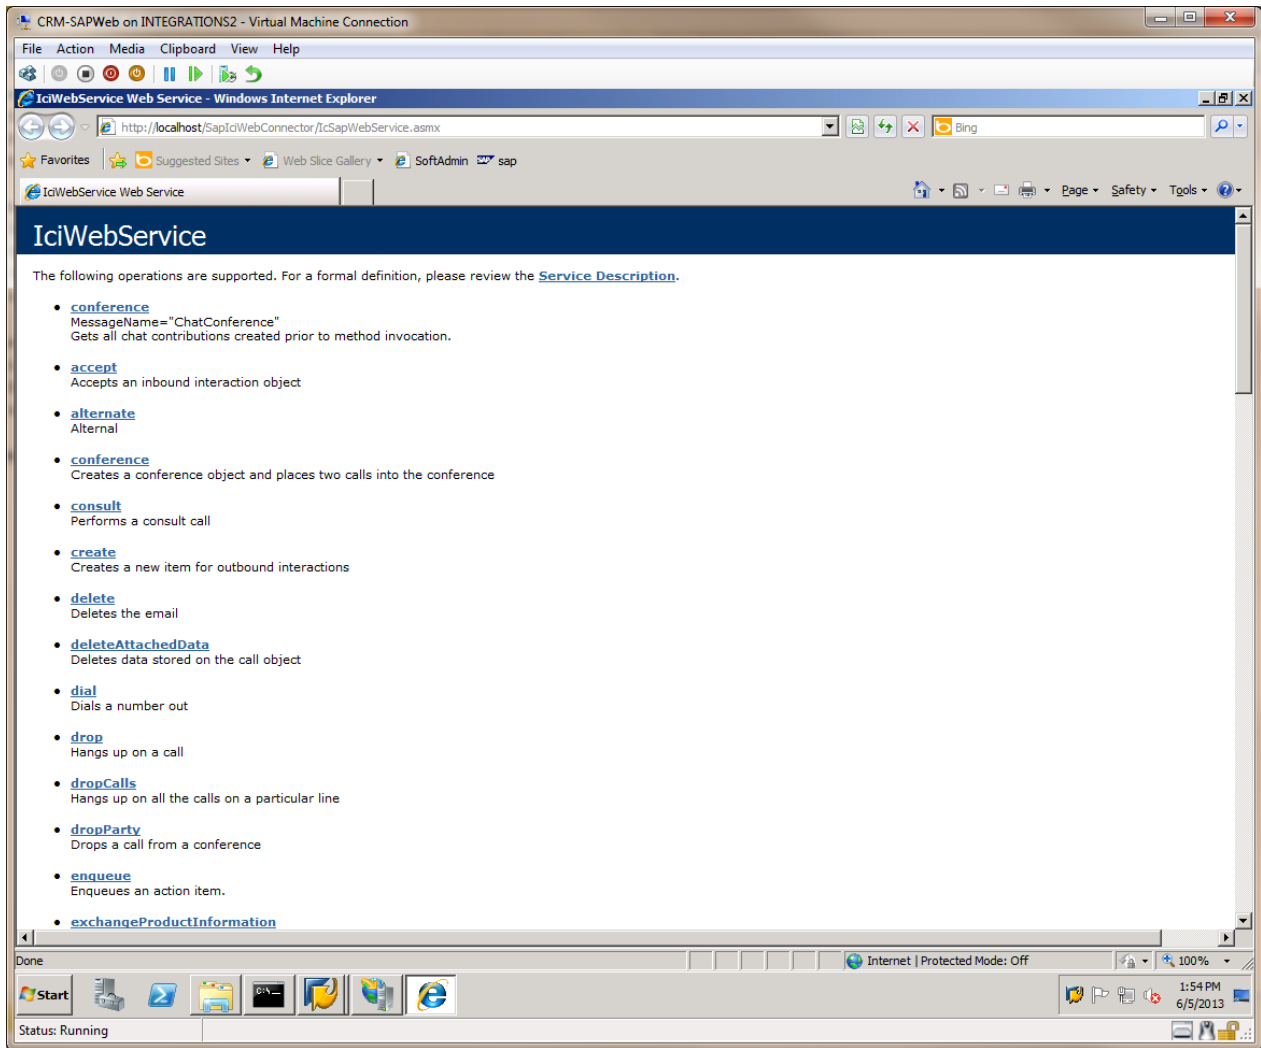 CRM-SAPWeb on INTEGRATIONS2 - Virtual Machine Connection
File Action Media Clipboard View Help
IciWebService Web Service - Windows Internet Explorer
http://localhost/SapIciWebConnector/IcSapWebService.asmx
Bing
Favorites Suggested Sites Web Slice Gallery SoftAdmin sap
IciWebService Web Service
Page Safety Tools
IciWebService
The following operations are supported. For a formal definition, please review the Service Description.
conference
MessageName="ChatConference"
Gets all chat contributions created prior to method invocation.
accept
Accepts an inbound interaction object
alternate
Alternal
conference
Creates a conference object and places two calls into the conference
consult
Performs a consult call
create
Creates a new item for outbound interactions
delete
Deletes the email
deleteAttachedData
Deletes data stored on the call object
dial
Dials a number out
drop
Hangs up on a call
dropCalls
Hangs up on all the calls on a particular line
dropParty
Drops a call from a conference
enqueue
Enqueues an action item.
exchangeProductInformation
Done
Internet | Protected Mode: Off
100%
Start
1:54 PM
6/5/2013
Status: Running